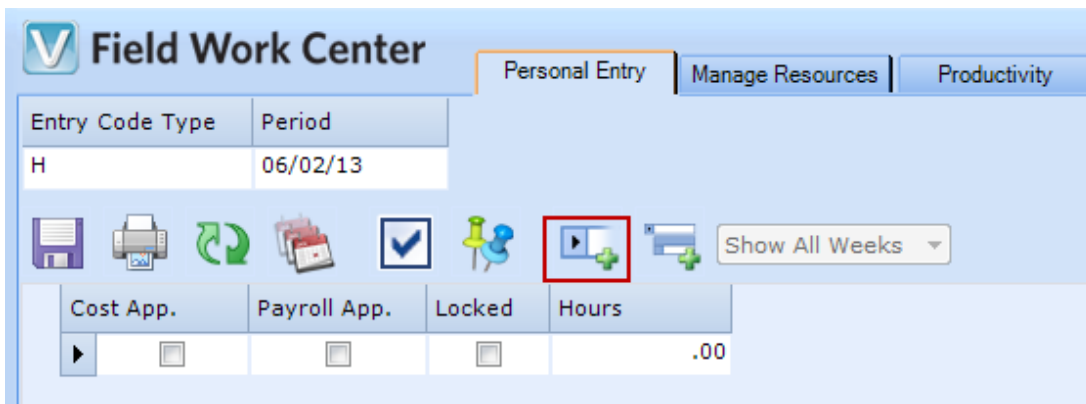 V Field Work Center
Personal Entry Manage Resources Productivity
Entry Code Type Period
H 06/02/13
Show All Weeks
Cost App. Payroll App. Locked Hours
.00